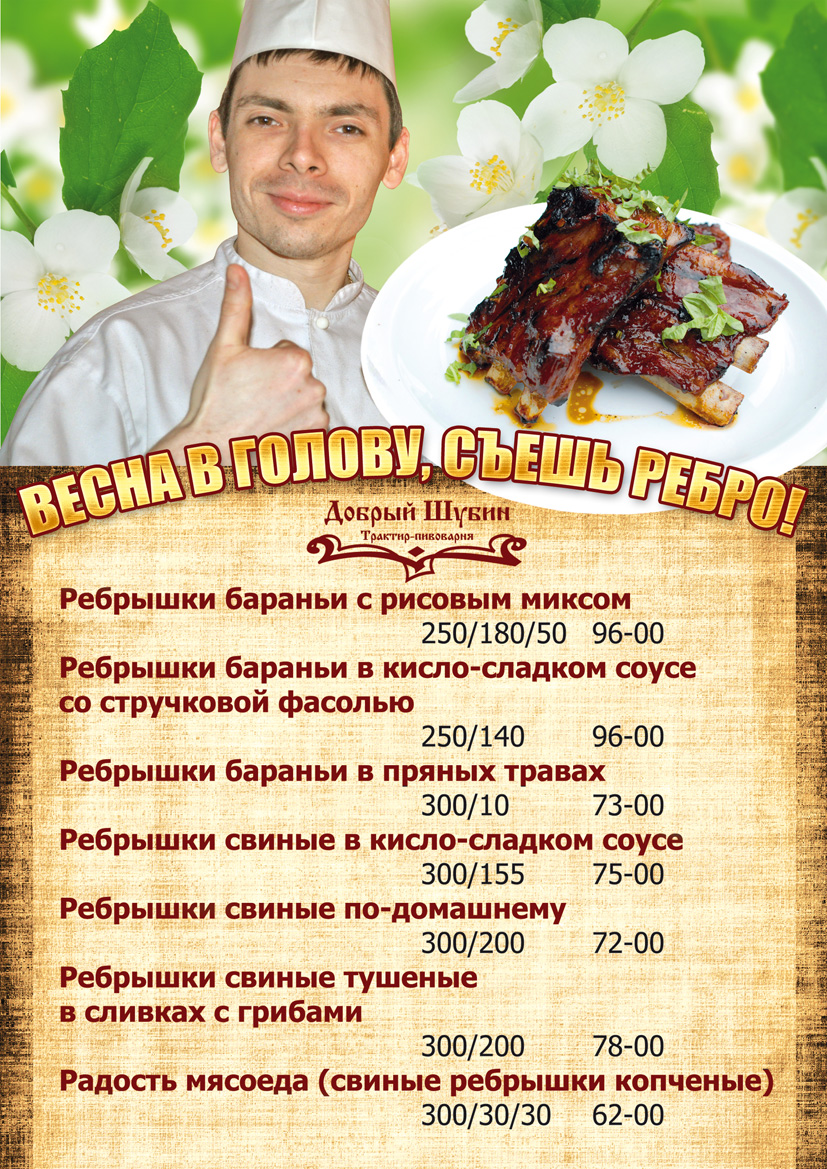 ВЕСНА В ГОЛОВУ, СЪЕШЬ РЕБРО!
Добрый Шубин
Трактир-пивоварня
Ребрышки бараньи с рисовым миксом
250/180/50 96-00
Ребрышки бараньи в кисло-сладком соусе
со стручковой фасолью
250/140 96-00
Ребрышки бараньи в пряных травах
300/10 73-00
Ребрышки свиные в кисло-сладком соусе
300/155 75-00
Ребрышки свиные по-домашнему
300/200 72-00
Ребрышки свиные тушеные
в сливках с грибами
300/200 78-00
Радость мясоеда (свиные ребрышки копченые)
300/30/30 62-00